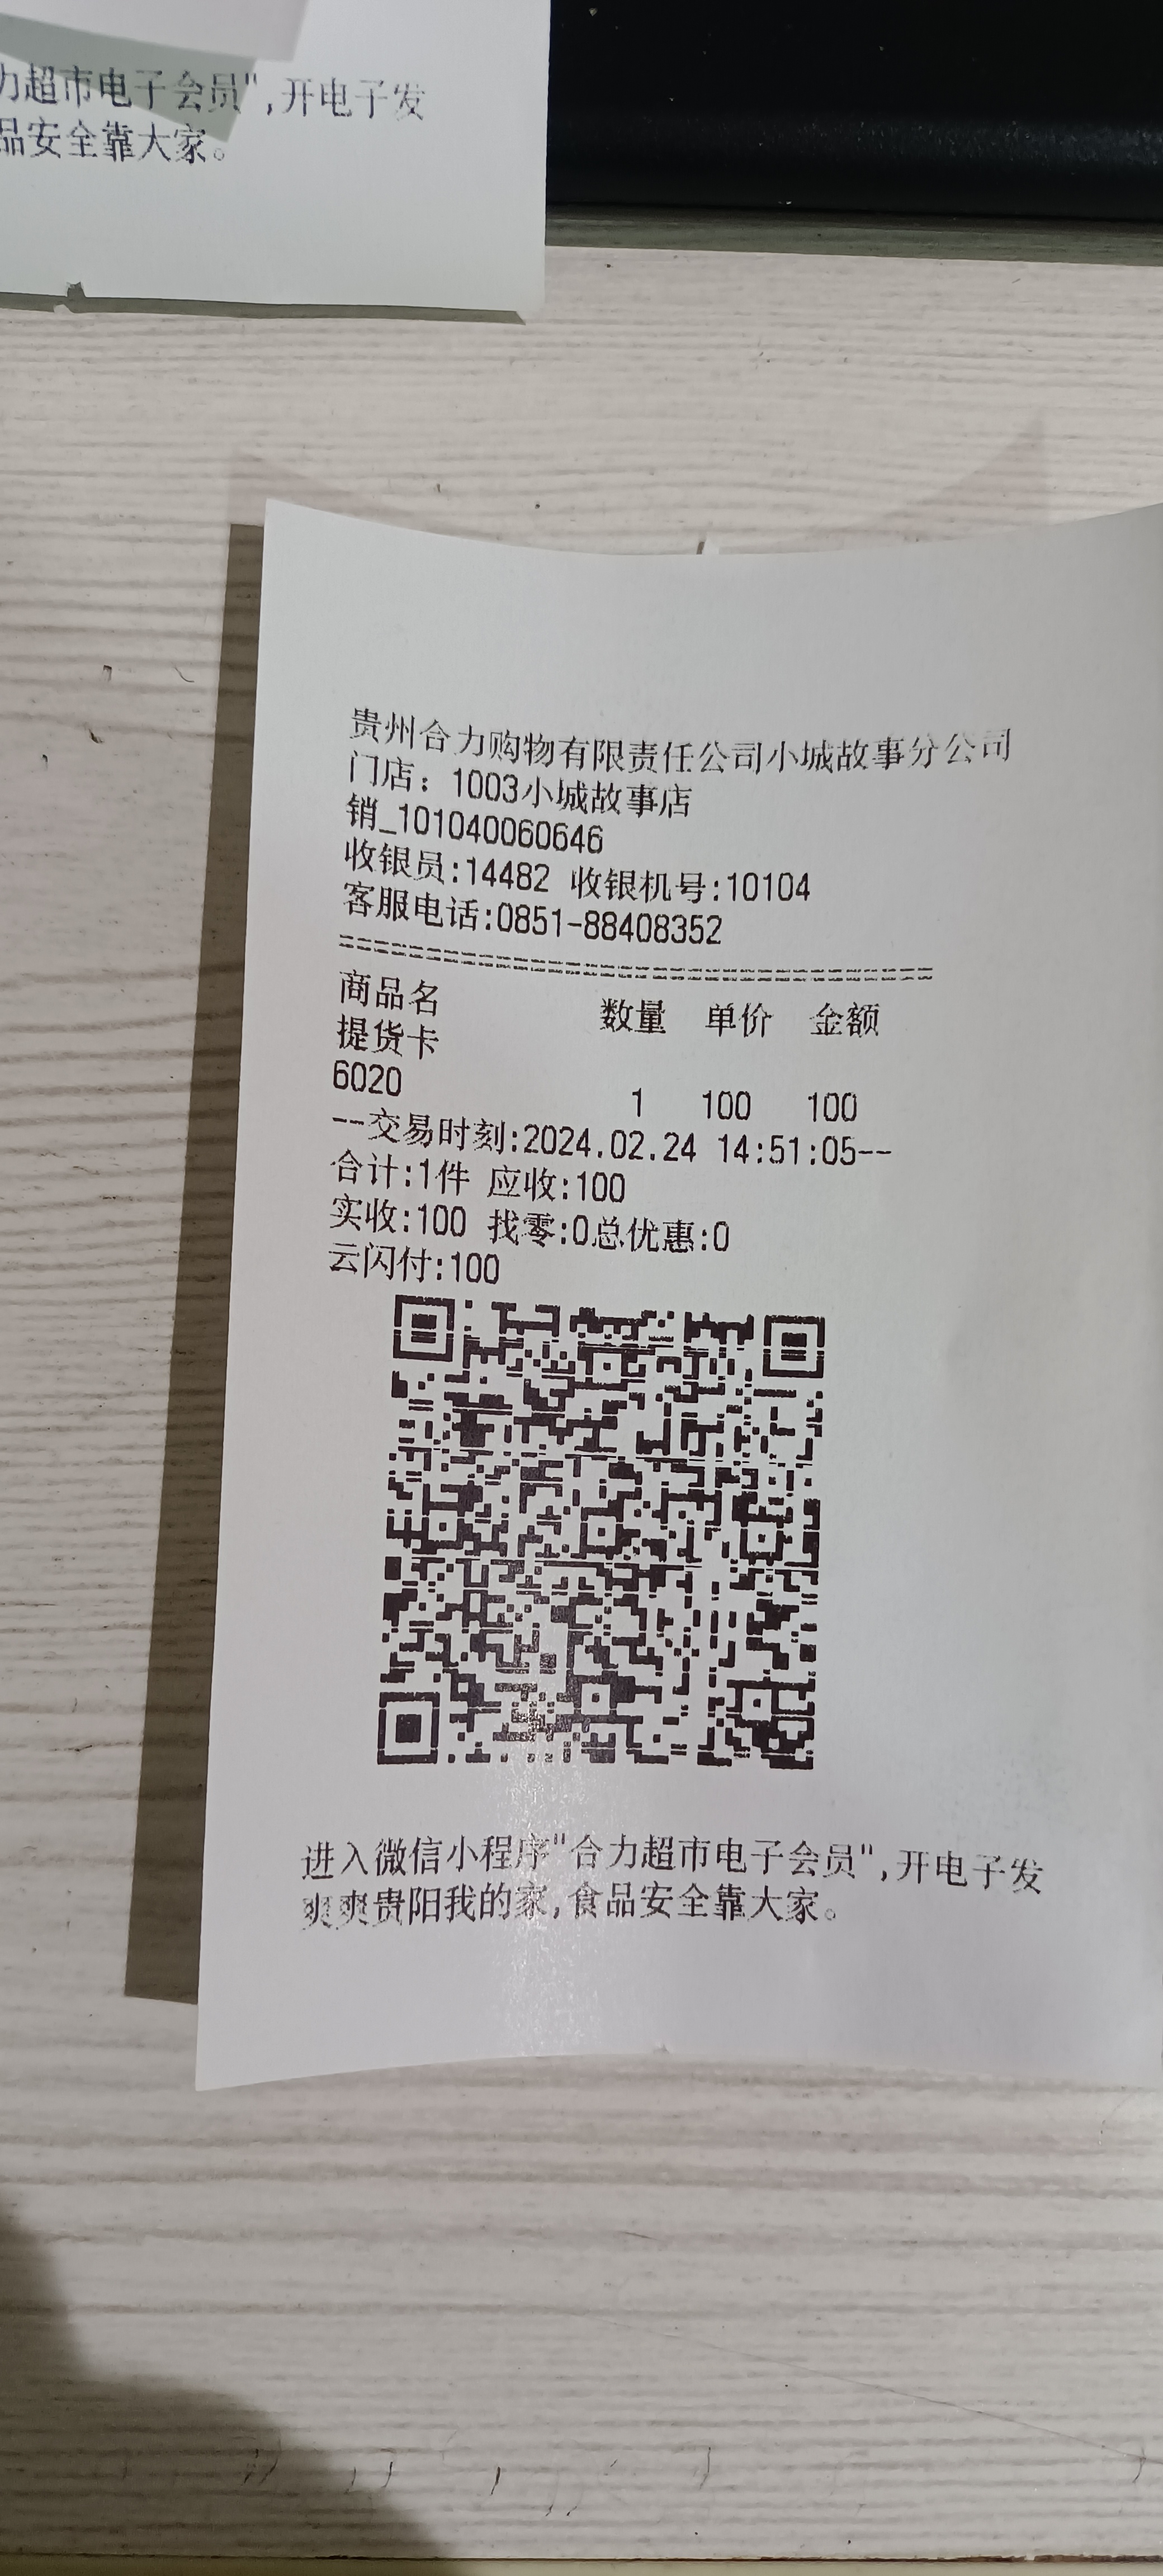 力超市电子会员",开电子发
品安全靠大家。
贵州合力购物有限责任公司小城故事分公司
门店：1003小城故事店
销_101040060646
收银员:14482 收银机号:10104
客服电话:0851-88408352
==================================
商品名 数量 单价 金额
提货卡
6020 1 100 100
--交易时刻:2024.02.24 14:51:05--
合计:1件 应收:100
实收:100 找零:0总优惠:0
云闪付:100
进入微信小程序"合力超市电子会员",开电子发
爽爽贵阳我的家,食品安全靠大家。